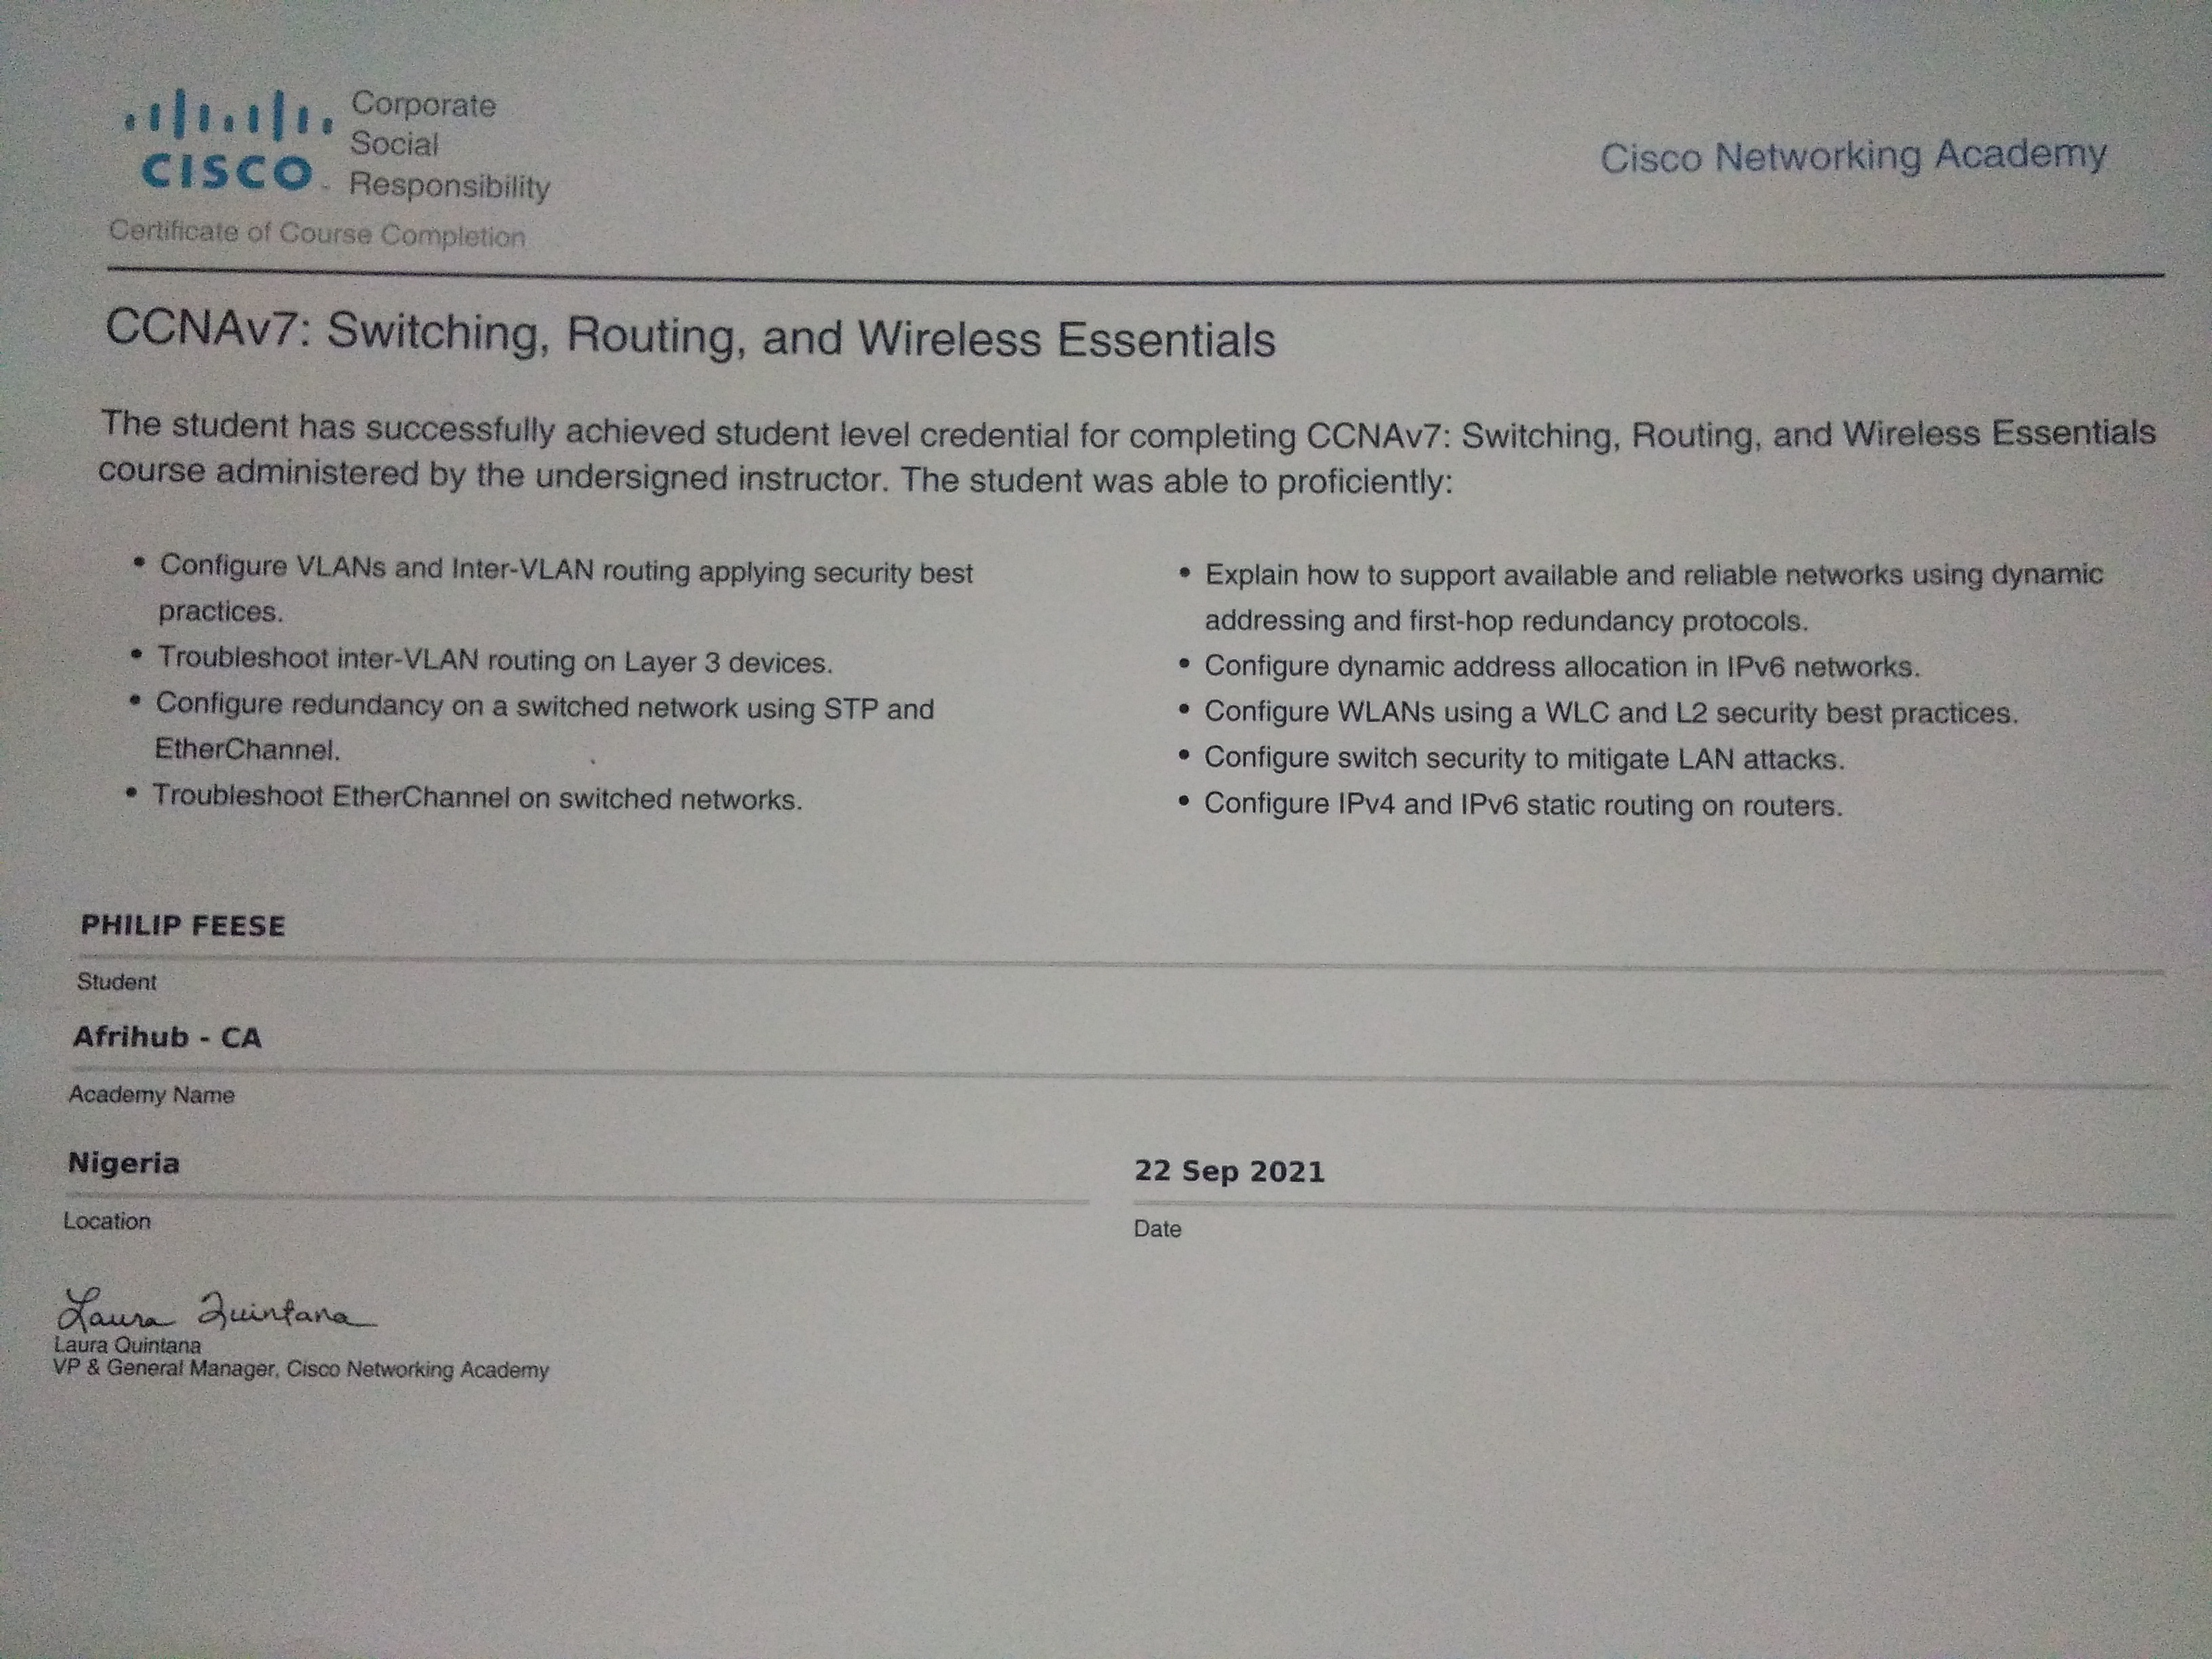 CISCO
Corporate
Social
Responsibility
Cisco Networking Academy
Certificate of Course Completion
CCNAv7: Switching, Routing, and Wireless Essentials
The student has successfully achieved student level credential for completing CCNAv7: Switching, Routing, and Wireless Essentials
course administered by the undersigned instructor. The student was able to proficiently:
• Configure VLANs and Inter-VLAN routing applying security best
practices.
• Troubleshoot inter-VLAN routing on Layer 3 devices.
• Configure redundancy on a switched network using STP and
EtherChannel.
• Troubleshoot EtherChannel on switched networks.
• Explain how to support available and reliable networks using dynamic
addressing and first-hop redundancy protocols.
• Configure dynamic address allocation in IPv6 networks.
• Configure WLANs using a WLC and L2 security best practices.
• Configure switch security to mitigate LAN attacks.
• Configure IPv4 and IPv6 static routing on routers.
PHILIP FEESE
Student
Afrihub - CA
Academy Name
Nigeria
Location
22 Sep 2021
Date
Laura Quintana
Laura Quintana
VP & General Manager, Cisco Networking Academy